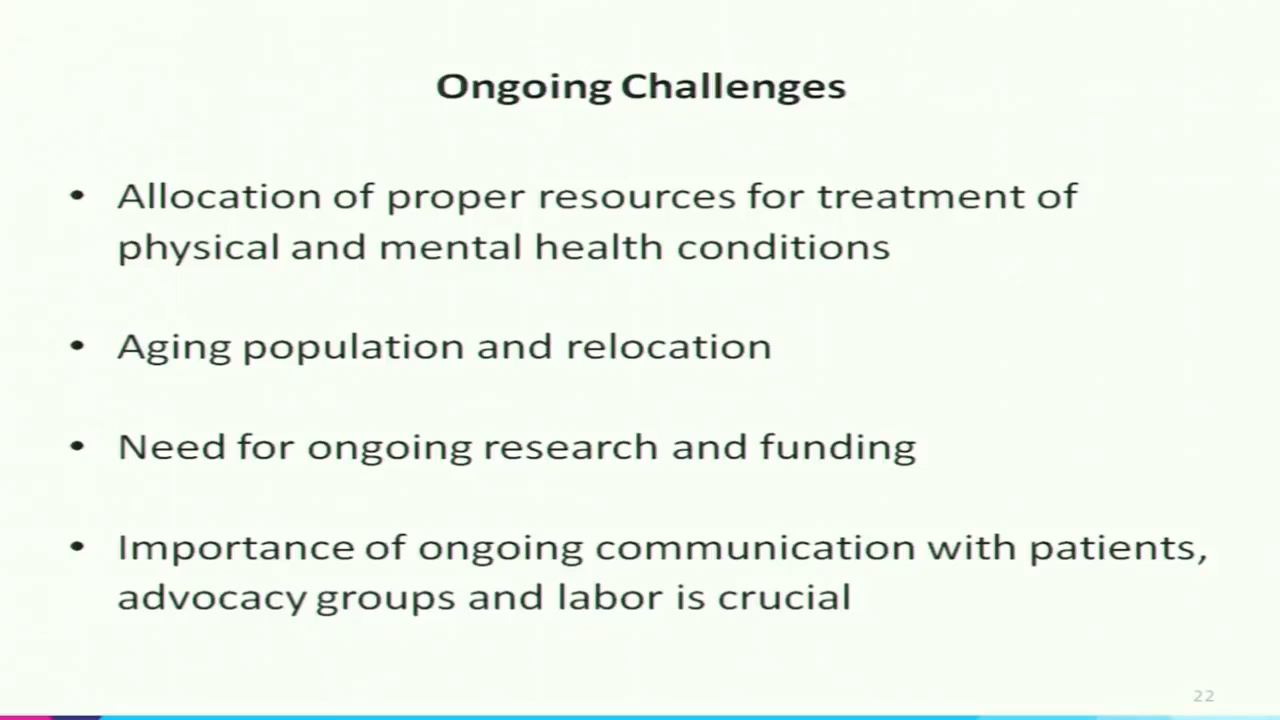 Ongoing Challenges
• Allocation of proper resources for treatment of
physical and mental health conditions
• Aging population and relocation
• Need for ongoing research and funding
• Importance of ongoing communication with patients,
advocacy groups and labor is crucial
22